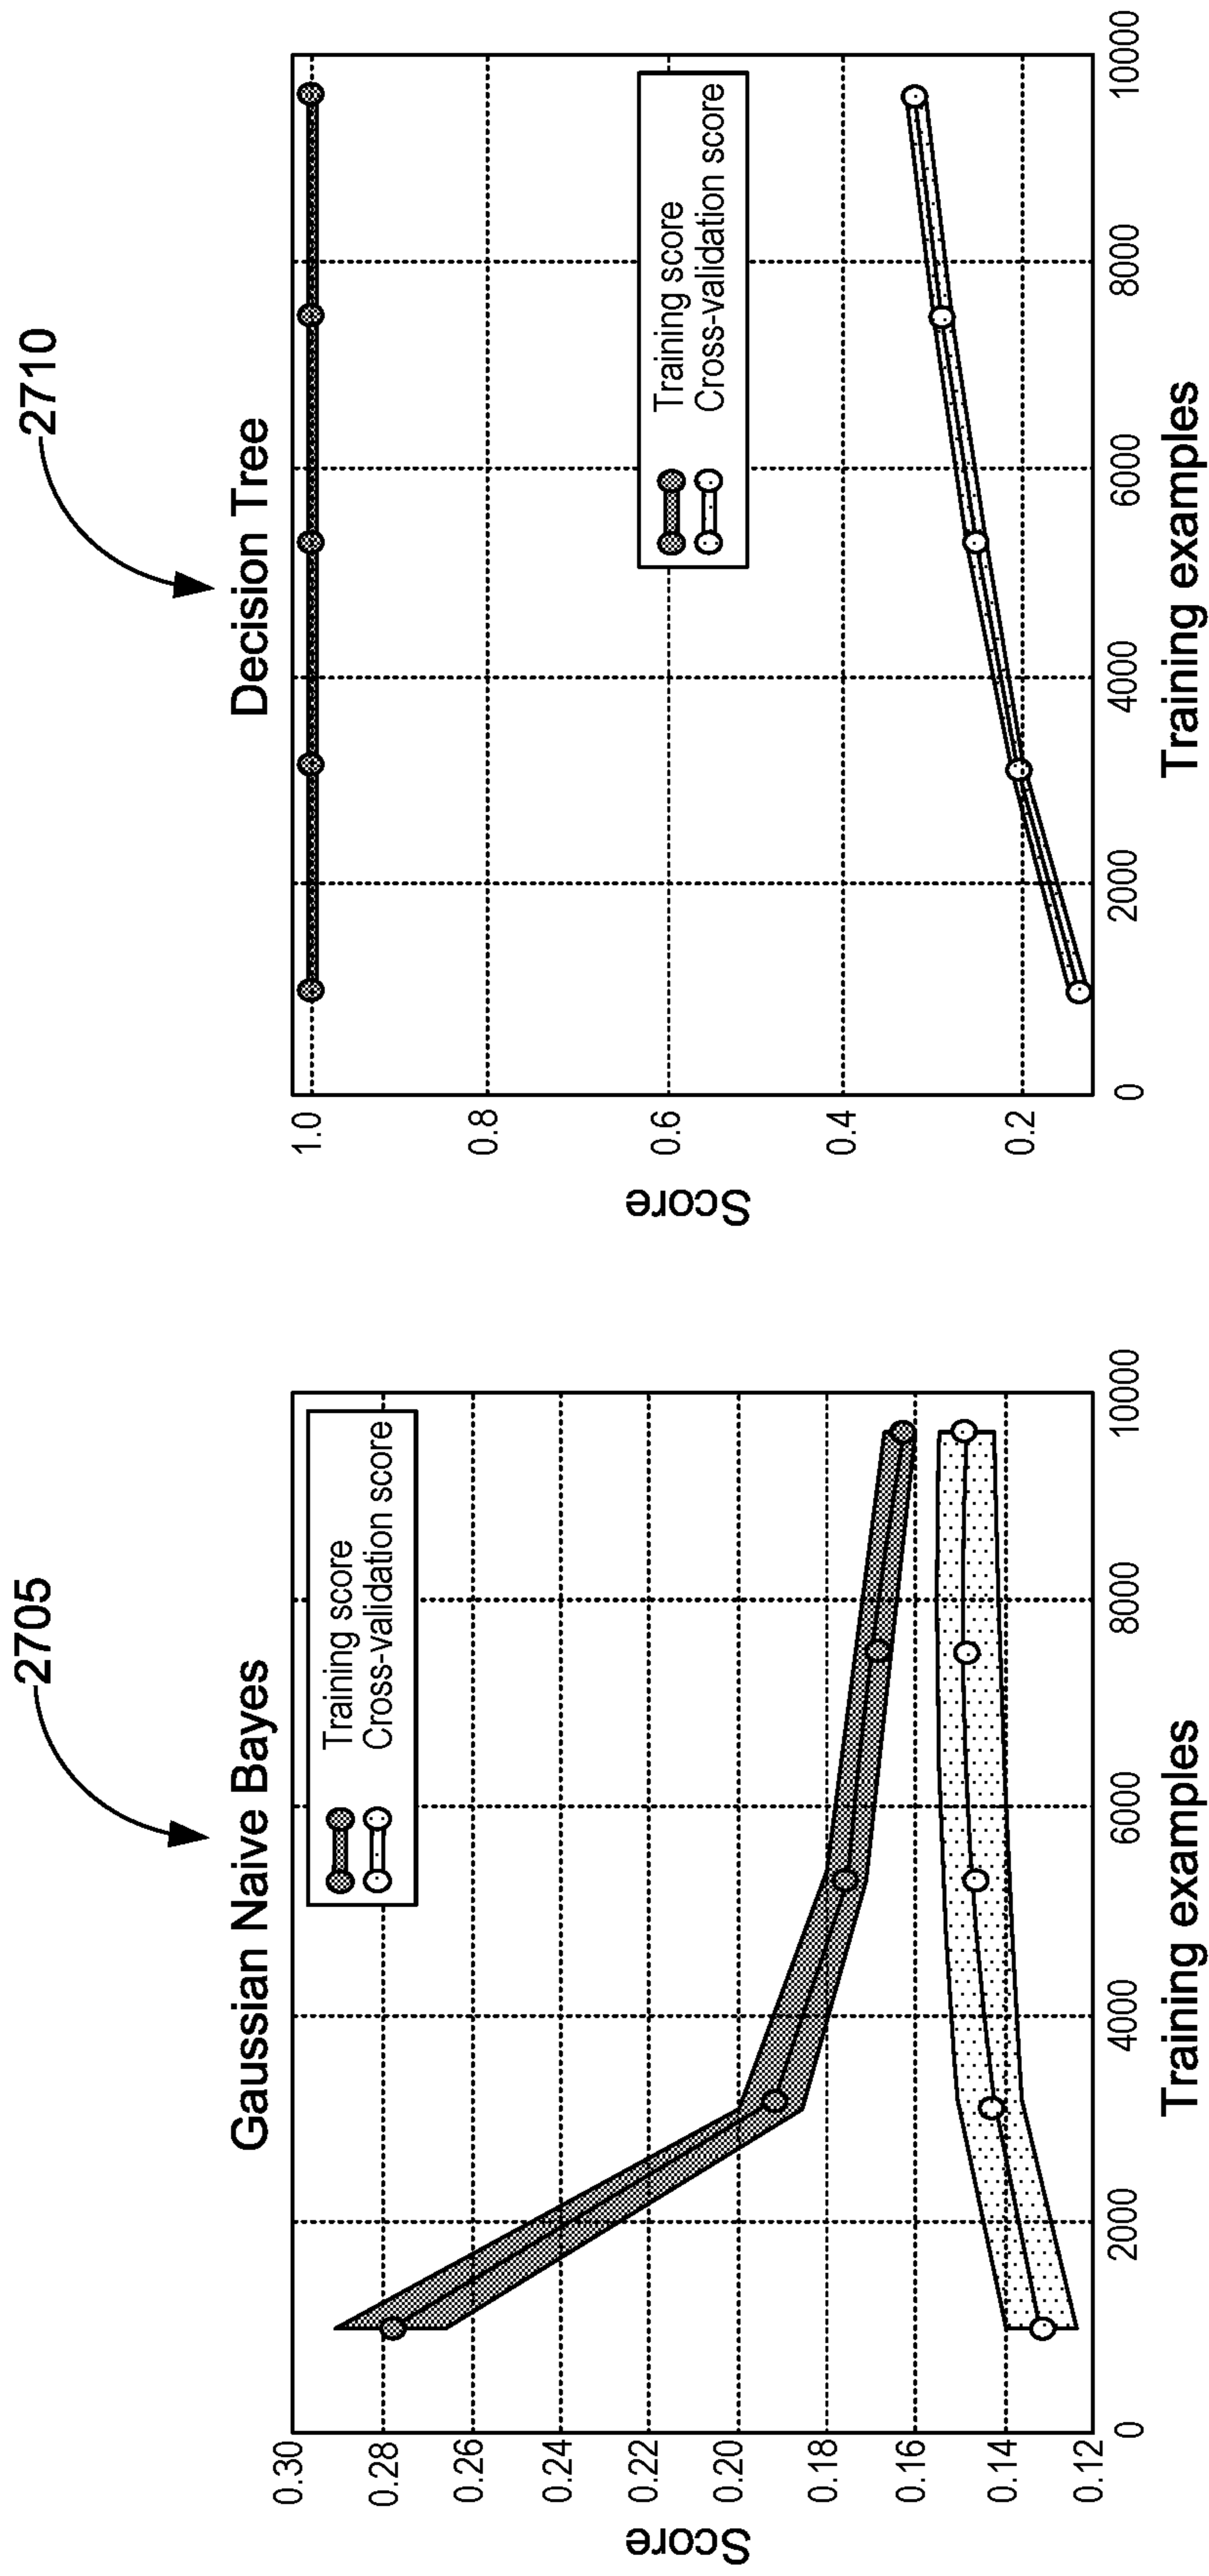 2705
Gaussian Naive Bayes
Training score
Cross-validation score
Score
0.30
0.28
0.26
0.24
0.22
0.20
0.18
0.16
0.14
0.12
0
2000
4000
6000
8000
10000
Training examples
2710
Decision Tree
Training score
Cross-validation score
Score
1.0
0.8
0.6
0.4
0.2
0
2000
4000
6000
8000
10000
Training examples